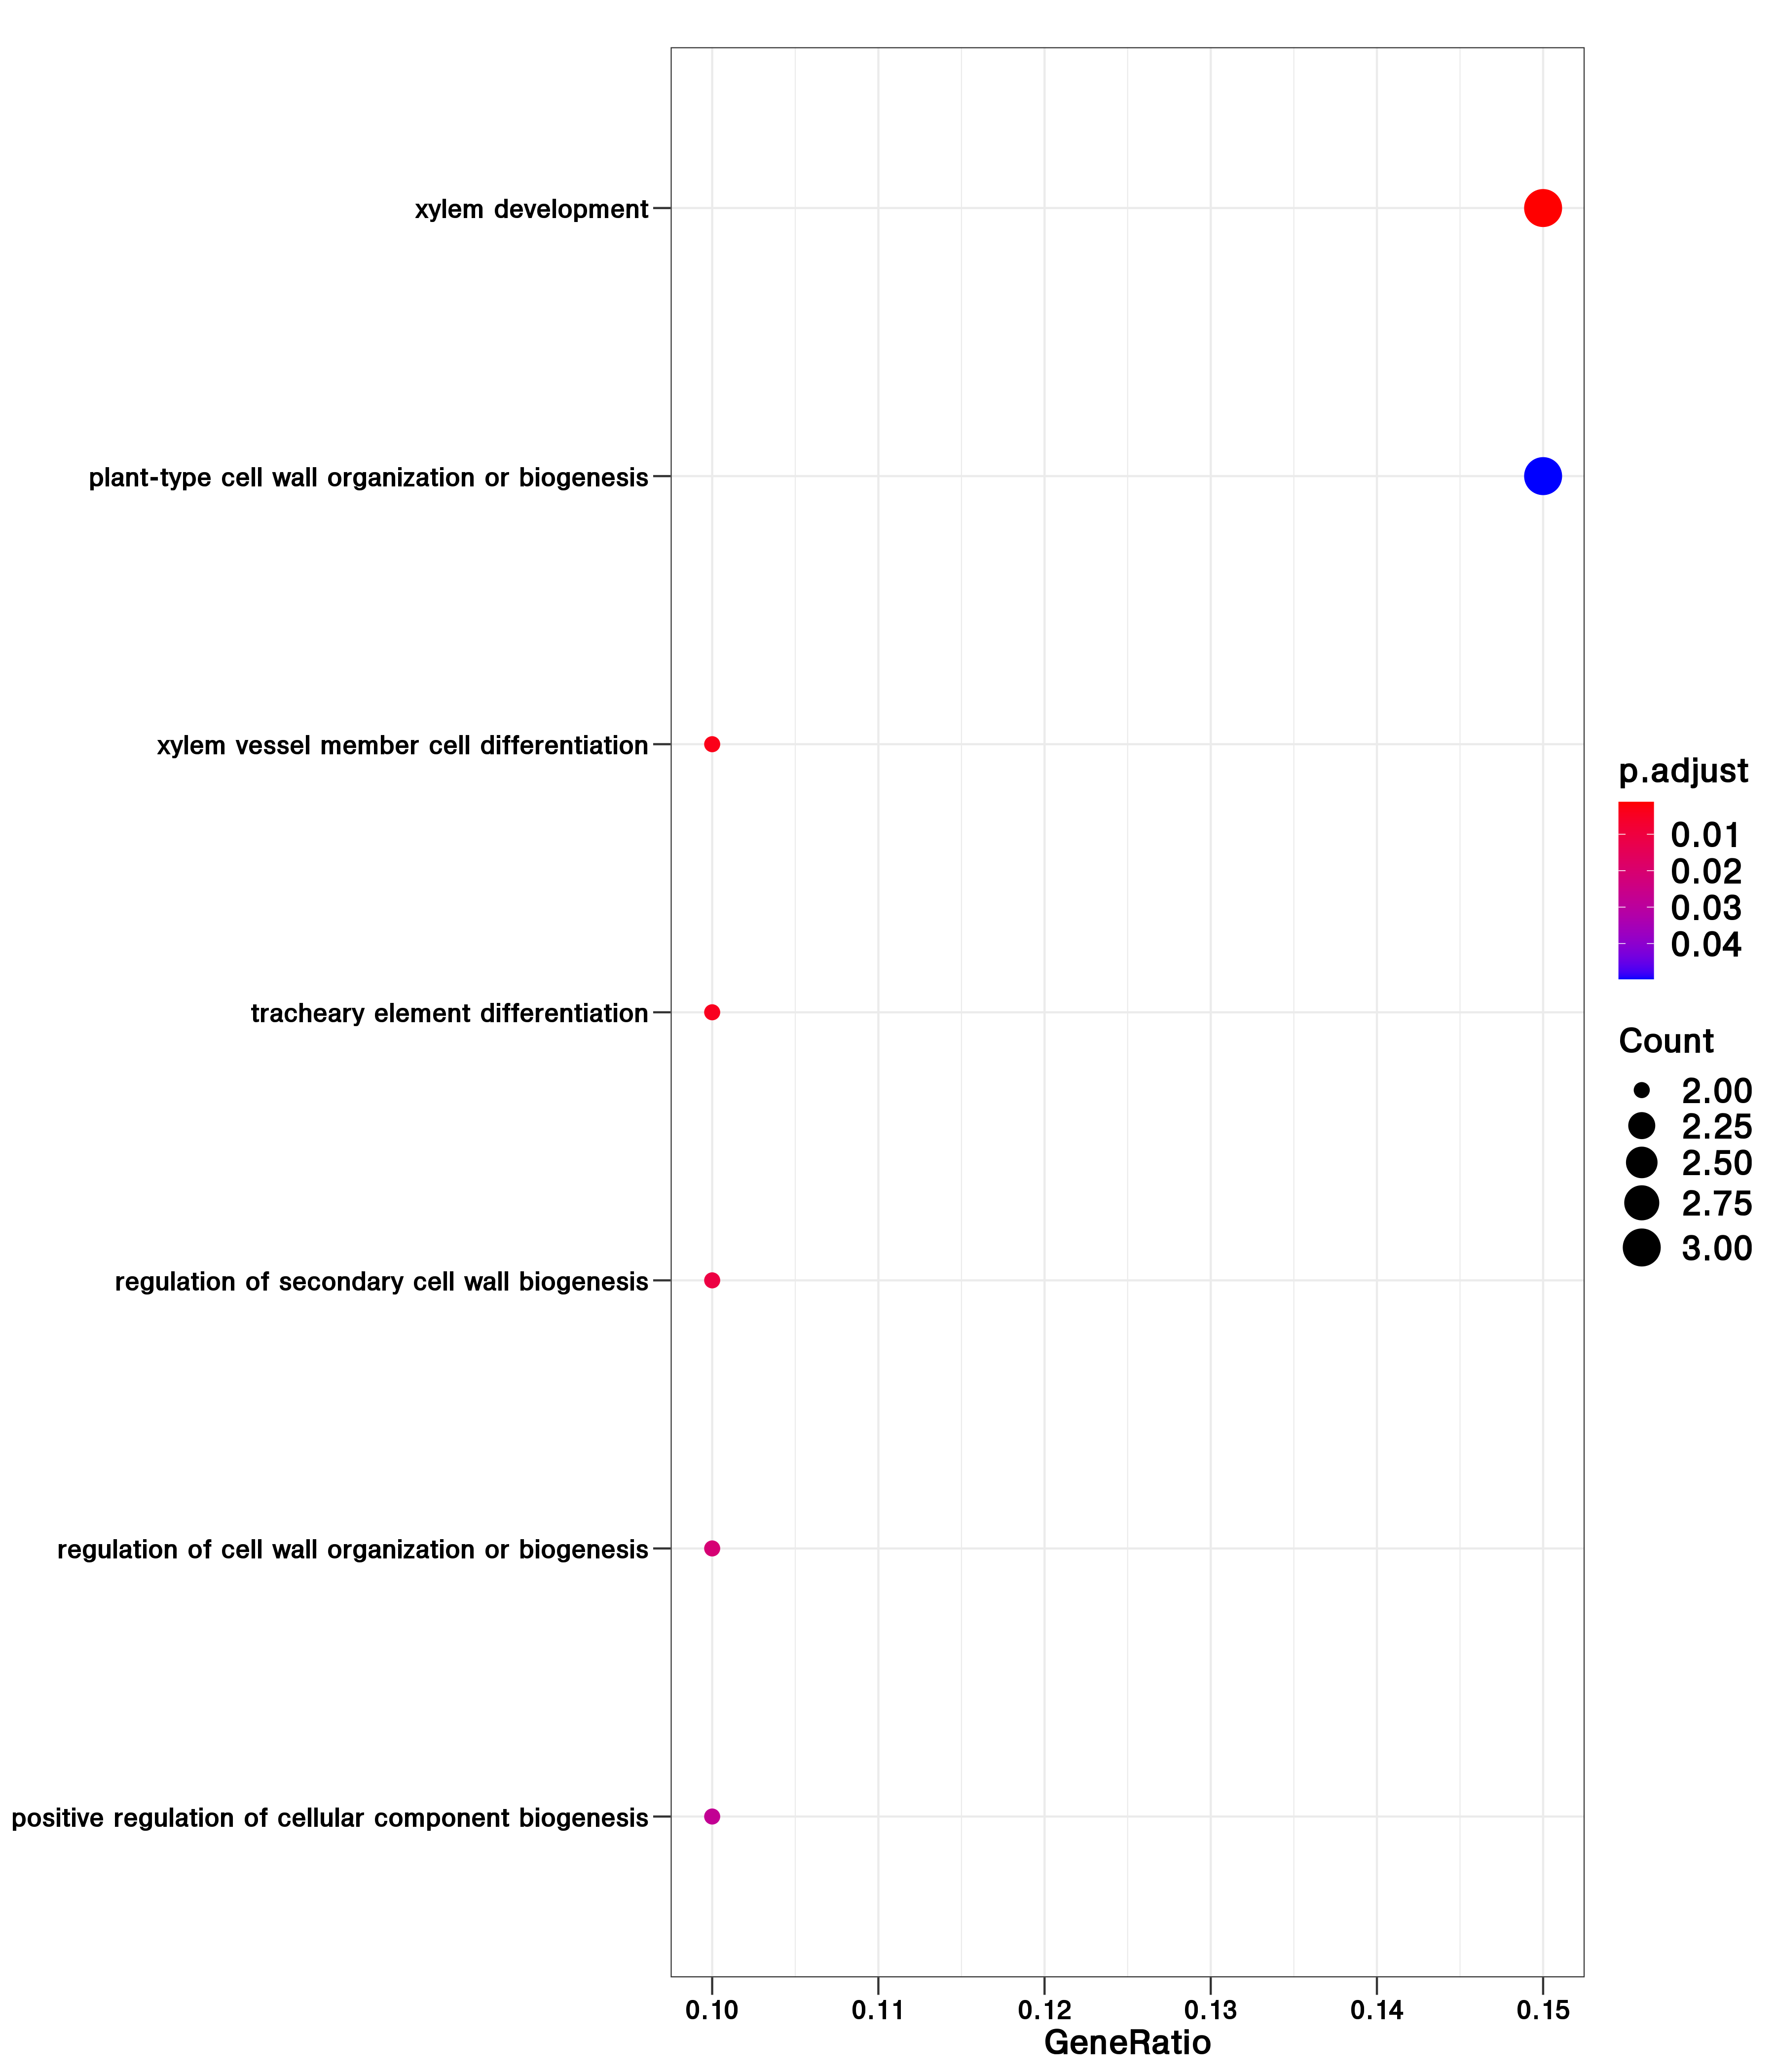 xylem development
plant-type cell wall organization or biogenesis
xylem vessel member cell differentiation
tracheary element differentiation
regulation of secondary cell wall biogenesis
regulation of cell wall organization or biogenesis
positive regulation of cellular component biogenesis
0.10 0.11 0.12 0.13 0.14 0.15
GeneRatio
p.adjust
0.01
0.02
0.03
0.04
Count
2.00
2.25
2.50
2.75
3.00